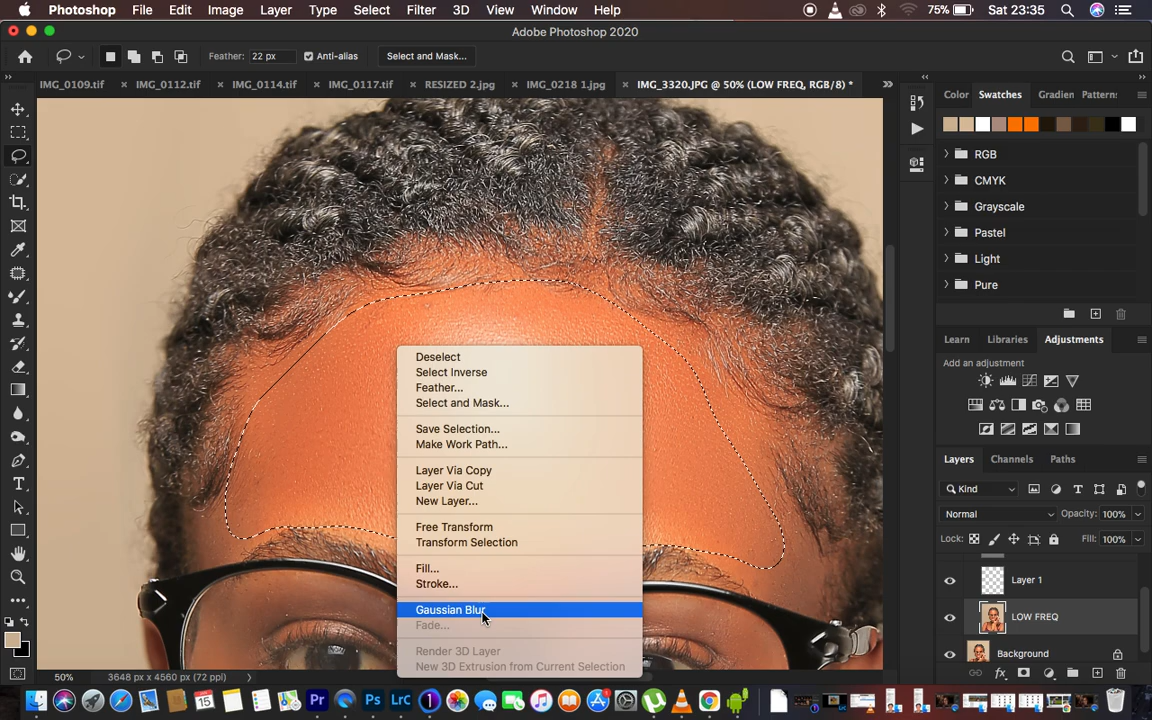 Photoshop File Edit Image Layer Type Select Filter 3D View Window Help 75% Sat 23:35
Adobe Photoshop 2020
Feather: 22 px Anti-alias Select and Mask...
IMG_0109.tif IMG_0112.tif IMG_0114.tif IMG_0117.tif RESIZED 2.jpg IMG_0218 1.jpg IMG_3320.JPG @ 50% (LOW FREQ, RGB/8) *
Color Swatches Gradien Pattern:
RGB
CMYK
Grayscale
Pastel
Light
Pure
Learn Libraries Adjustments
Add an adjustment
Layers Channels Paths
Kind
Normal Opacity: 100%
Lock: Fill: 100%
Layer 1
LOW FREQ
Background
Deselect
Select Inverse
Feather...
Select and Mask...
Save Selection...
Make Work Path...
Layer Via Copy
Layer Via Cut
New Layer...
Free Transform
Transform Selection
Fill...
Stroke...
Gaussian Blur
Fade...
Render 3D Layer
New 3D Extrusion from Current Selection
50% 3648 px x 4560 px (72 ppi)
15 Pr Ps LrC 1